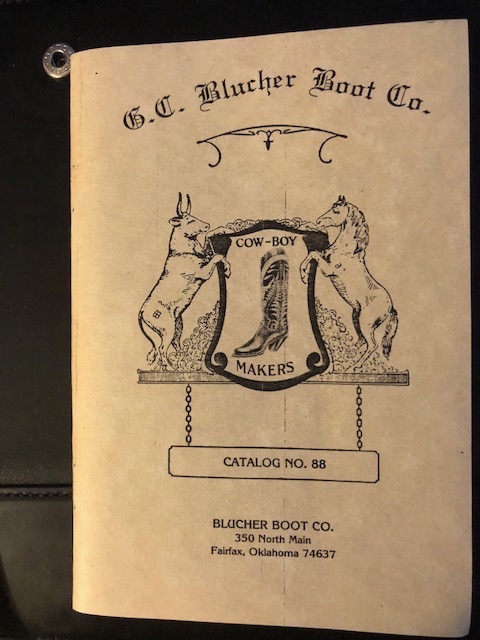 G.C. Blucher Boot Co.
COW-BOY
MAKERS
CATALOG NO. 88
BLUCHER BOOT CO.
350 North Main
Fairfax, Oklahoma 74637